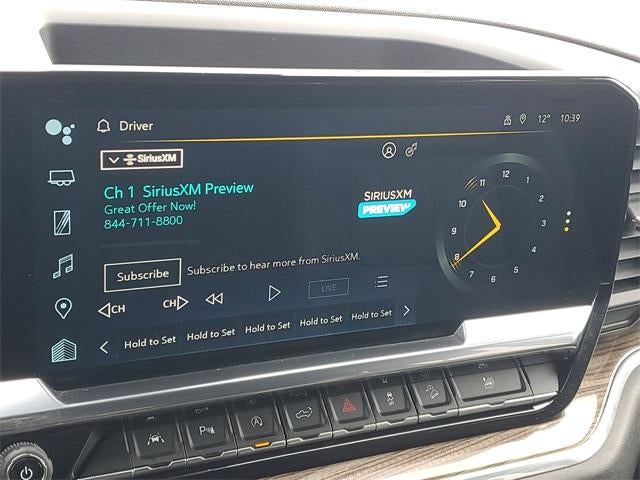 Driver
12° 10:39
SiriusXM
Ch 1 SiriusXM Preview
Great Offer Now!
844-711-8800
SIRIUSXM
PREVIEW
12
1
2
3
4
5
6
7
8
9
10
11
Subscribe
Subscribe to hear more from SiriusXM.
CH CH LIVE
Hold to Set Hold to Set Hold to Set Hold to Set Hold to Set